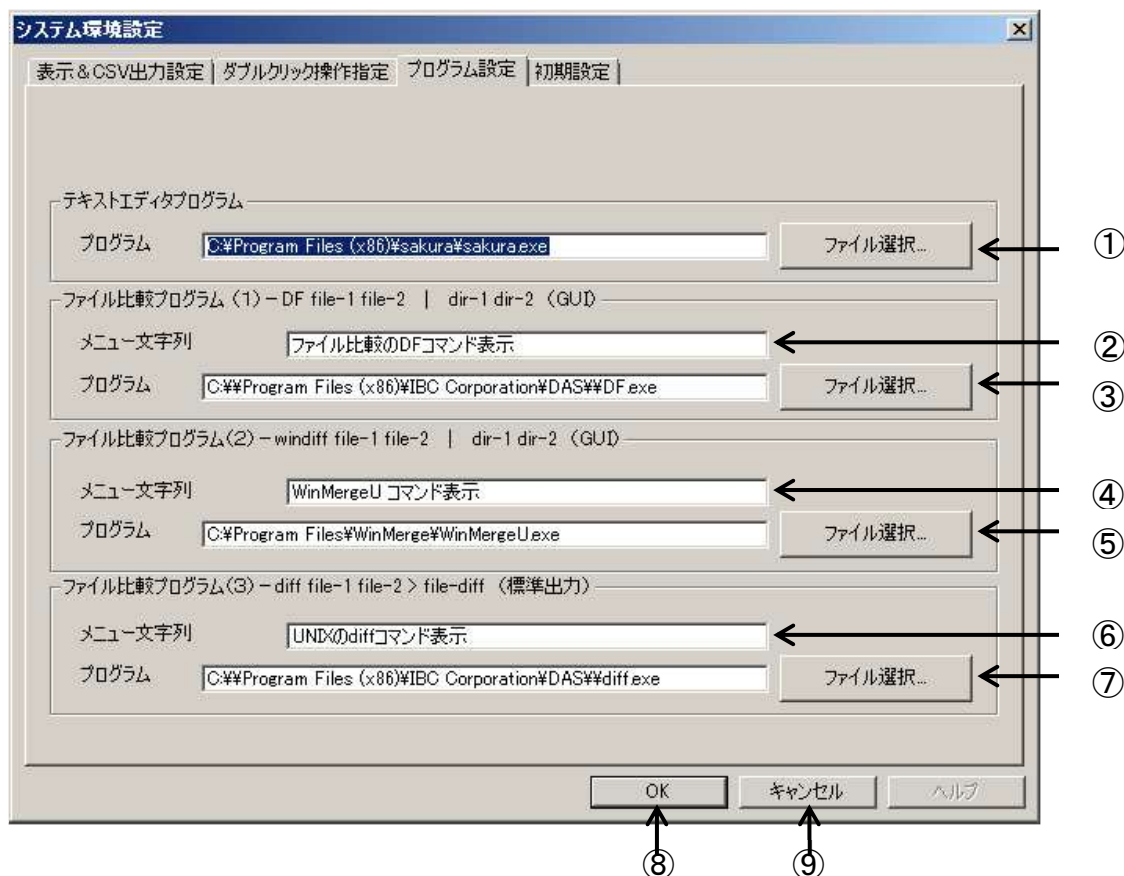 システム環境設定
表示&CSV出力設定 ダブルクリック操作指定 プログラム設定 初期設定
テキストエディタプログラム
プログラム C:¥Program Files (x86)¥sakura¥sakura.exe ファイル選択... ①
ファイル比較プログラム(1)-DF file-1 file-2 | dir-1 dir-2 (GUI)
メニュー文字列 ファイル比較のDFコマンド表示 ②
プログラム C:¥¥Program Files (x86)¥IBC Corporation¥DAS¥¥DF.exe ファイル選択... ③
ファイル比較プログラム(2)-windiff file-1 file-2 | dir-1 dir-2 (GUI)
メニュー文字列 WinMergeU コマンド表示 ④
プログラム C:¥Program Files¥WinMerge¥WinMergeU.exe ファイル選択... ⑤
ファイル比較プログラム(3)-diff file-1 file-2 > file-diff (標準出力)
メニュー文字列 UNIXのdiffコマンド表示 ⑥
プログラム C:¥¥Program Files (x86)¥IBC Corporation¥DAS¥¥diff.exe ファイル選択... ⑦
OK キャンセル ヘルプ
⑧ ⑨